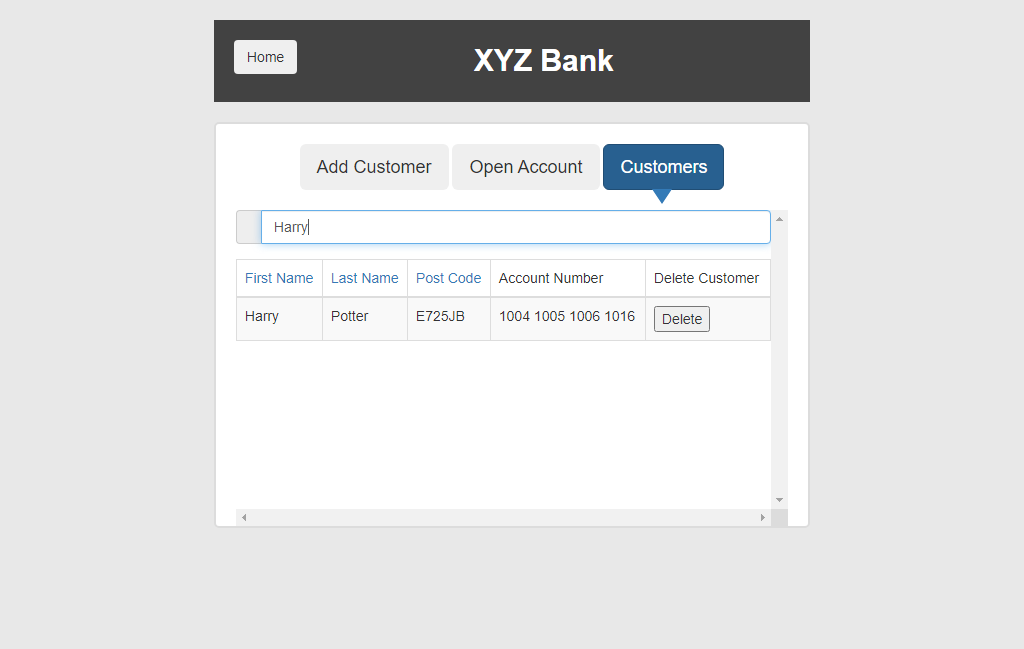 Home
XYZ Bank
Add Customer Open Account Customers
Harry
First Name Last Name Post Code Account Number Delete Customer
Harry Potter E725JB 1004 1005 1006 1016 Delete